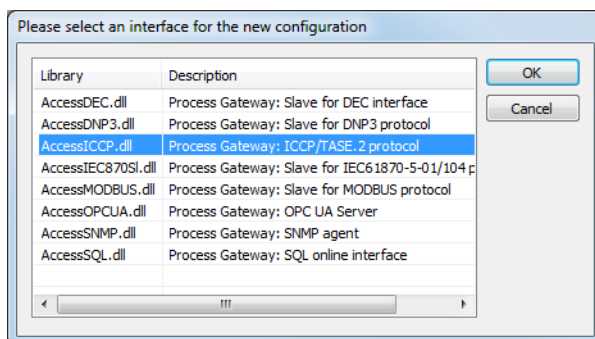 Please select an interface for the new configuration
Library Description
OK
AccessDEC.dll Process Gateway: Slave for DEC interface
Cancel
AccessDNP3.dll Process Gateway: Slave for DNP3 protocol
AccessICCP.dll Process Gateway: ICCP/TASE.2 protocol
AccessIEC870Sl.dll Process Gateway: Slave for IEC61870-5-01/104 p
AccessMODBUS.dll Process Gateway: Slave for MODBUS protocol
AccessOPCUA.dll Process Gateway: OPC UA Server
AccessSNMP.dll Process Gateway: SNMP agent
AccessSQL.dll Process Gateway: SQL online interface